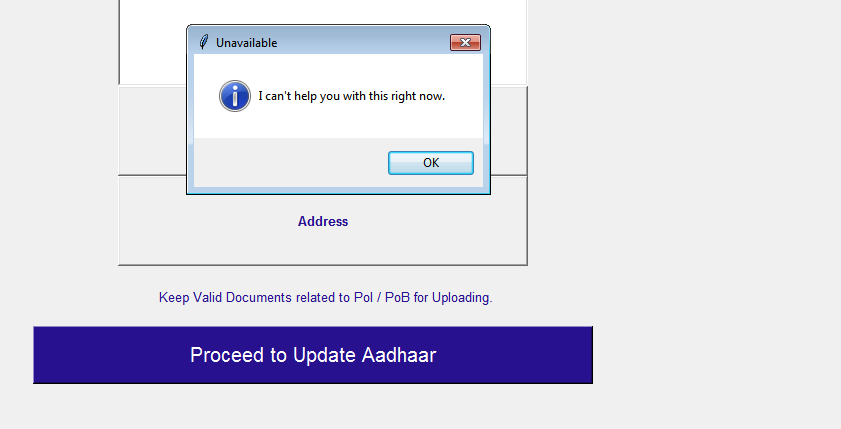 Unavailable
I can't help you with this right now.
OK
Address
Keep Valid Documents related to PoI / PoB for Uploading.
Proceed to Update Aadhaar